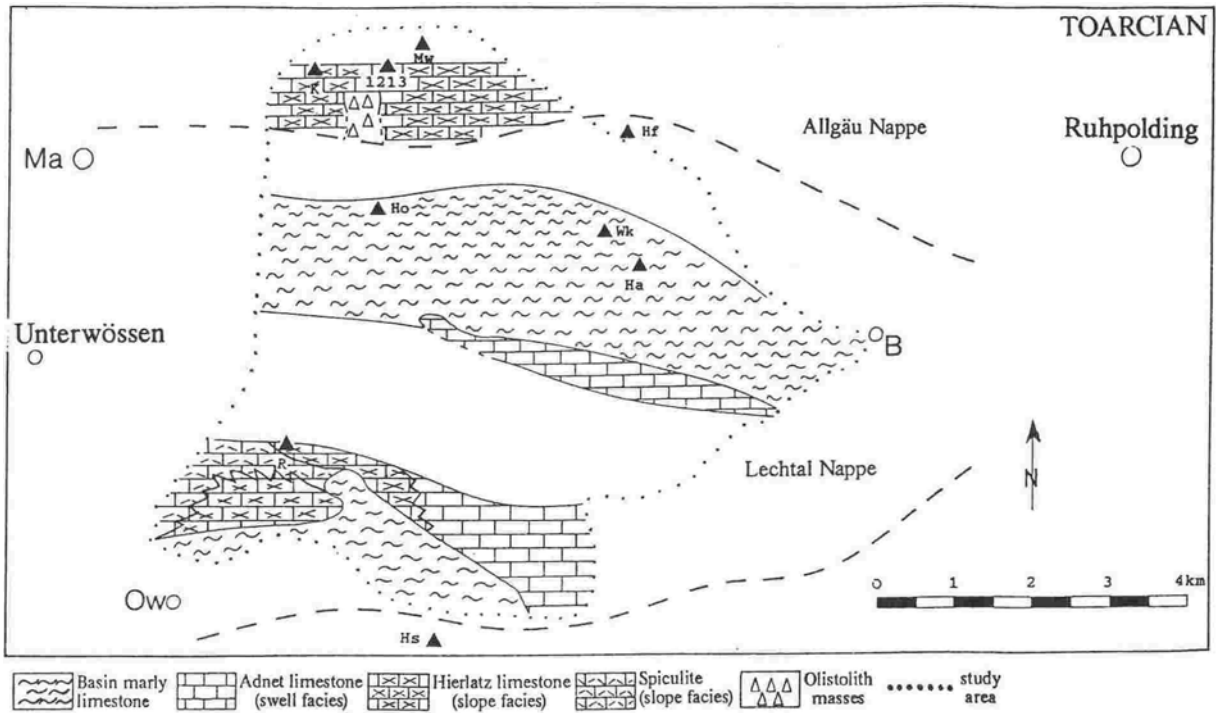 TOARCIAN
Mw
K
1213
Allgäu Nappe
Ruhpolding
Ma
Hf
Ho
Wk
Ha
Unterwössen
B
R
Lechtal Nappe
N
Owo
Hs
0 1 2 3 4km
Basin marly
limestone
Adnet limestone
(swell facies)
Hierlatz limestone
(slope facies)
Spiculite
(slope facies)
Olistolith
masses
study
area